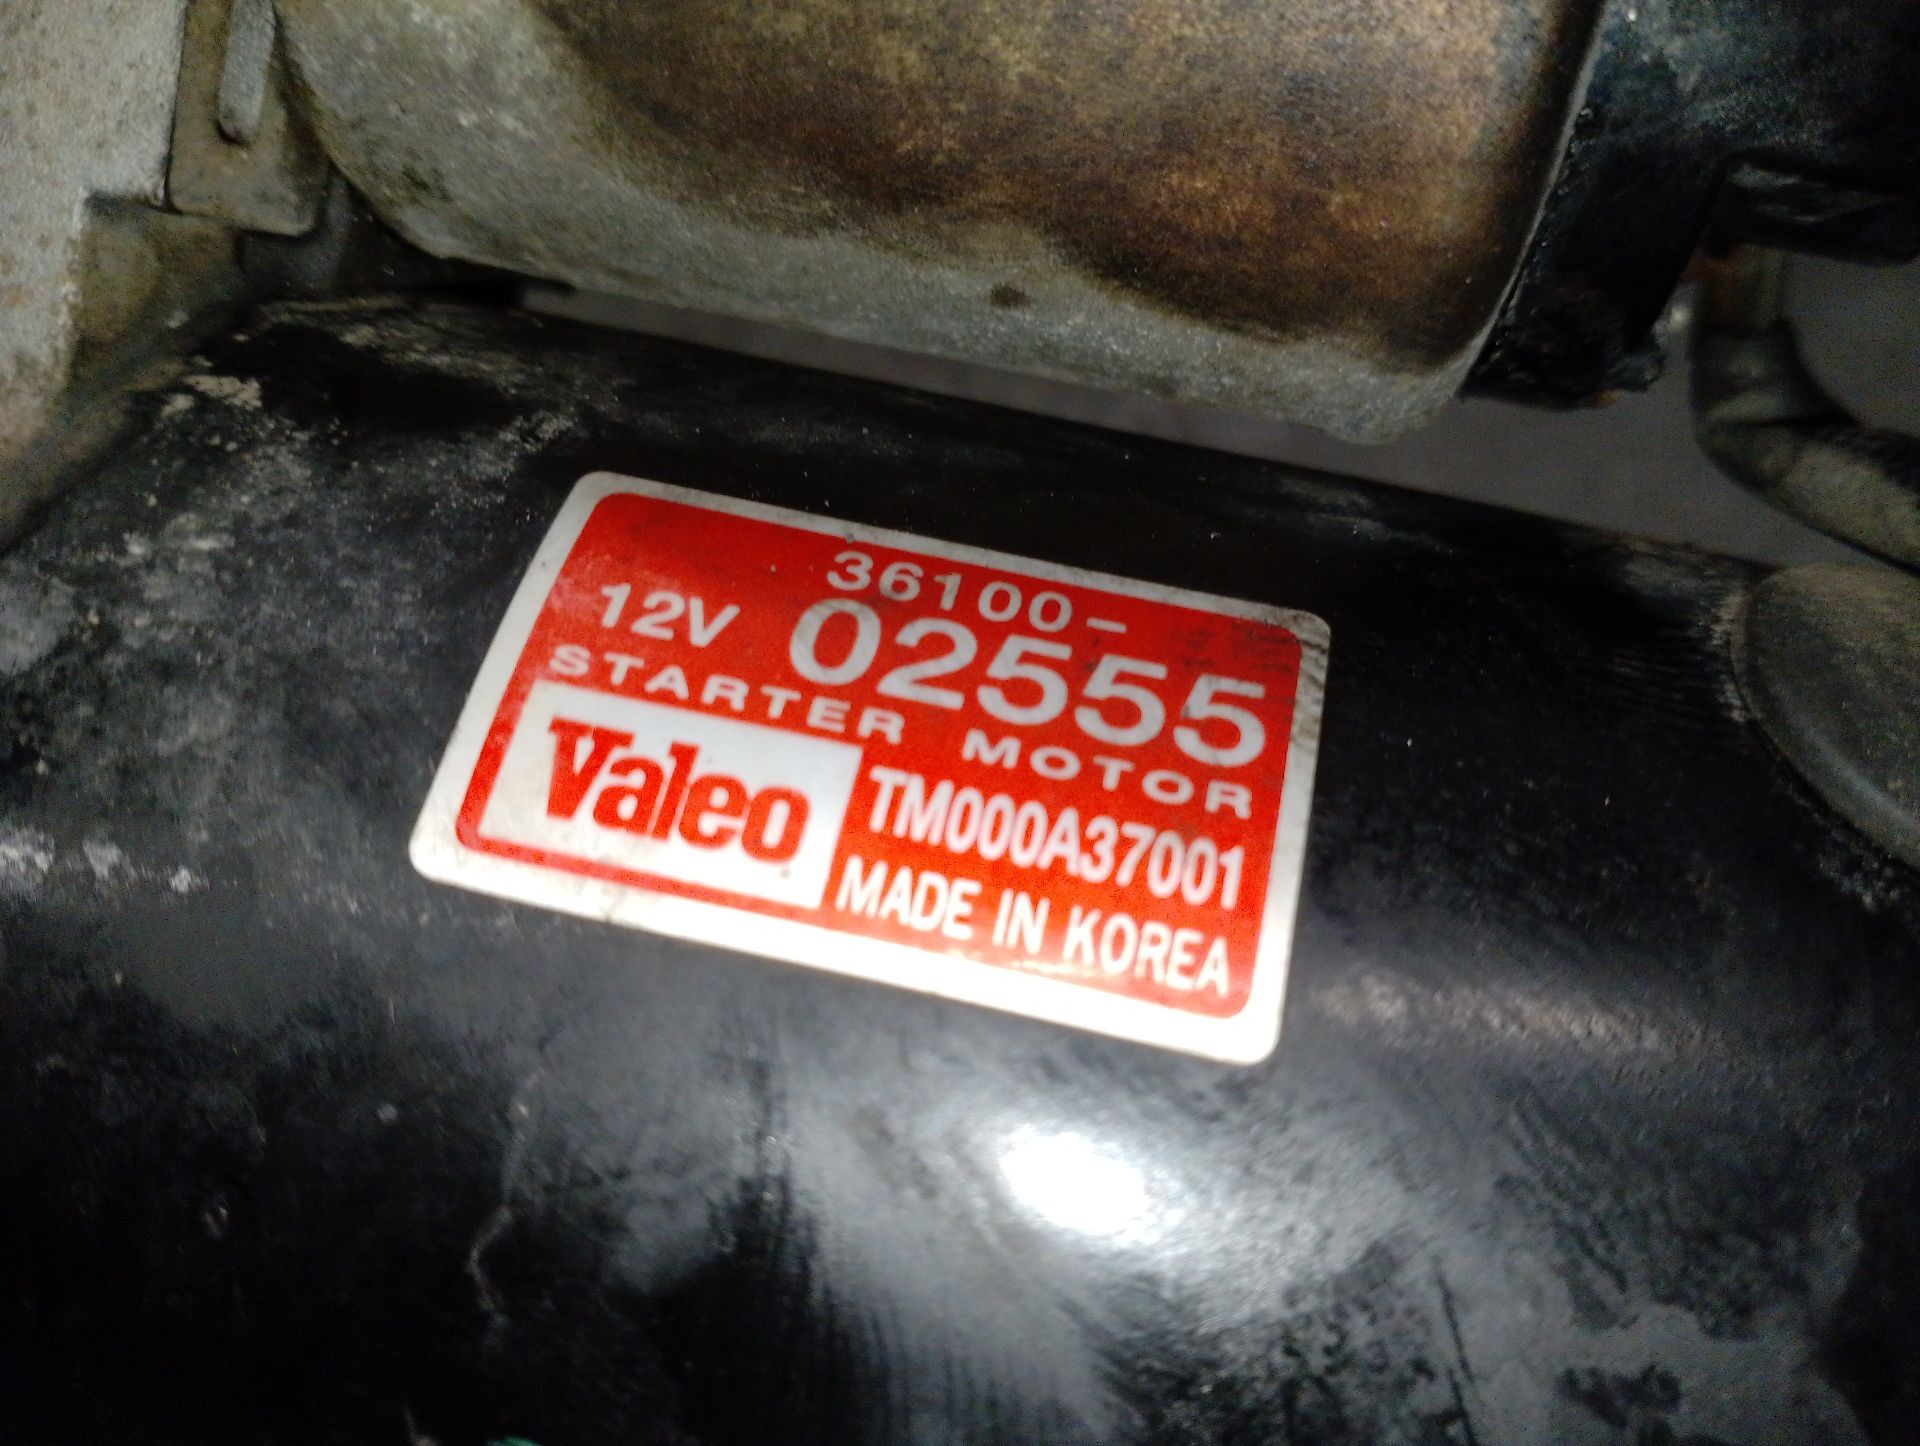 36100-
12V 02555
STARTER MOTOR
Valeo
TM000A37001
MADE IN KOREA